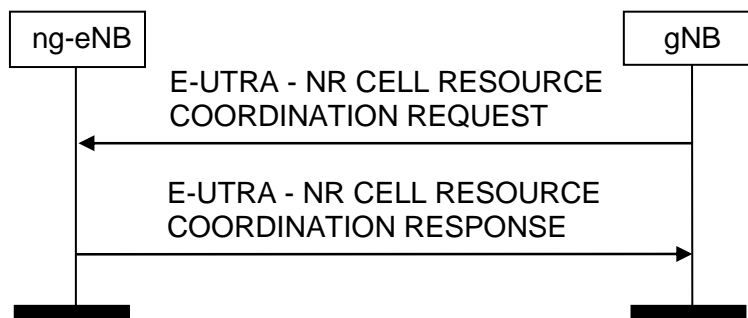 ng-eNB
gNB
E-UTRA - NR CELL RESOURCE
COORDINATION REQUEST
E-UTRA - NR CELL RESOURCE
COORDINATION RESPONSE